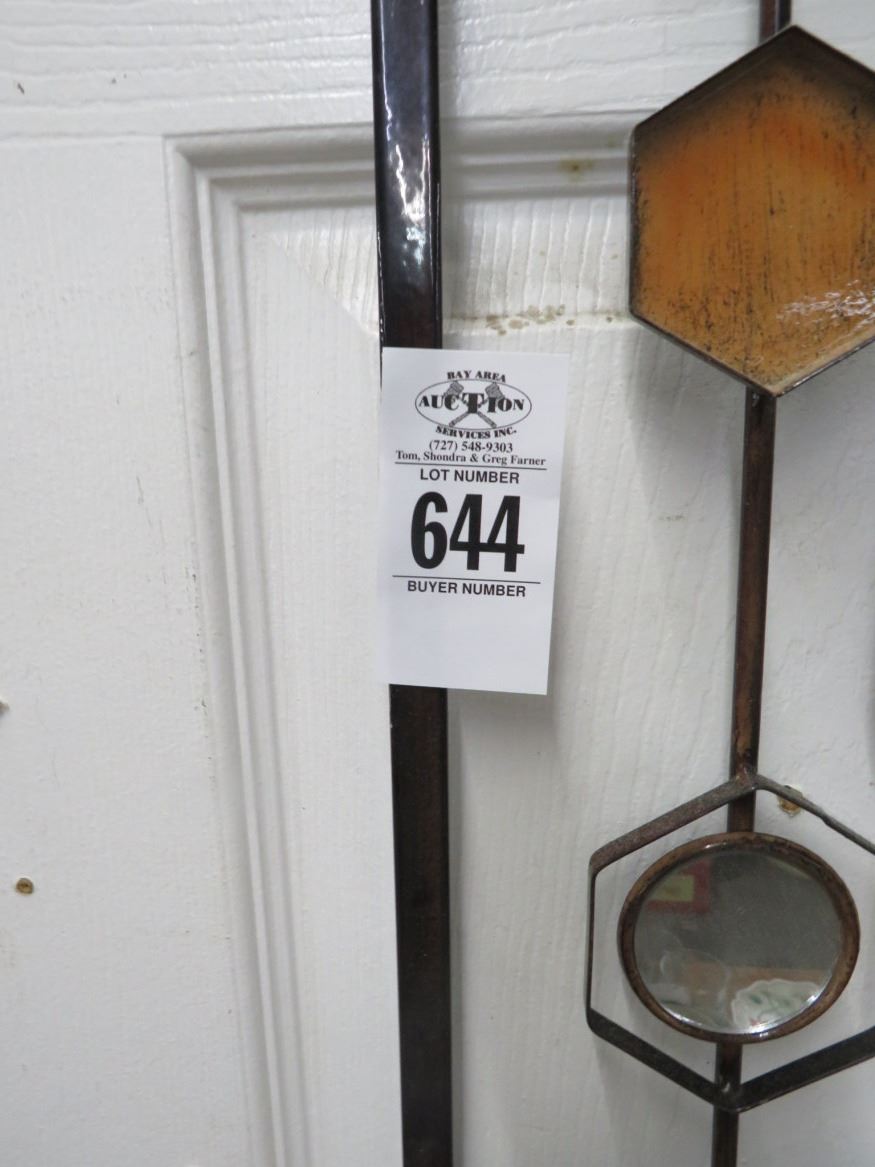 BAY AREA
AUCTION
SERVICES INC.
(727) 548-9303
Tom, Shondra & Greg Farner
LOT NUMBER
644
BUYER NUMBER